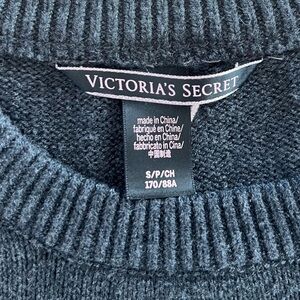 VICTORIA'S SECRET
made in China/
fabriqué en Chine/
hecho en China/
fabbricato in Cina/
中国制造
S/P/CH
170/88A